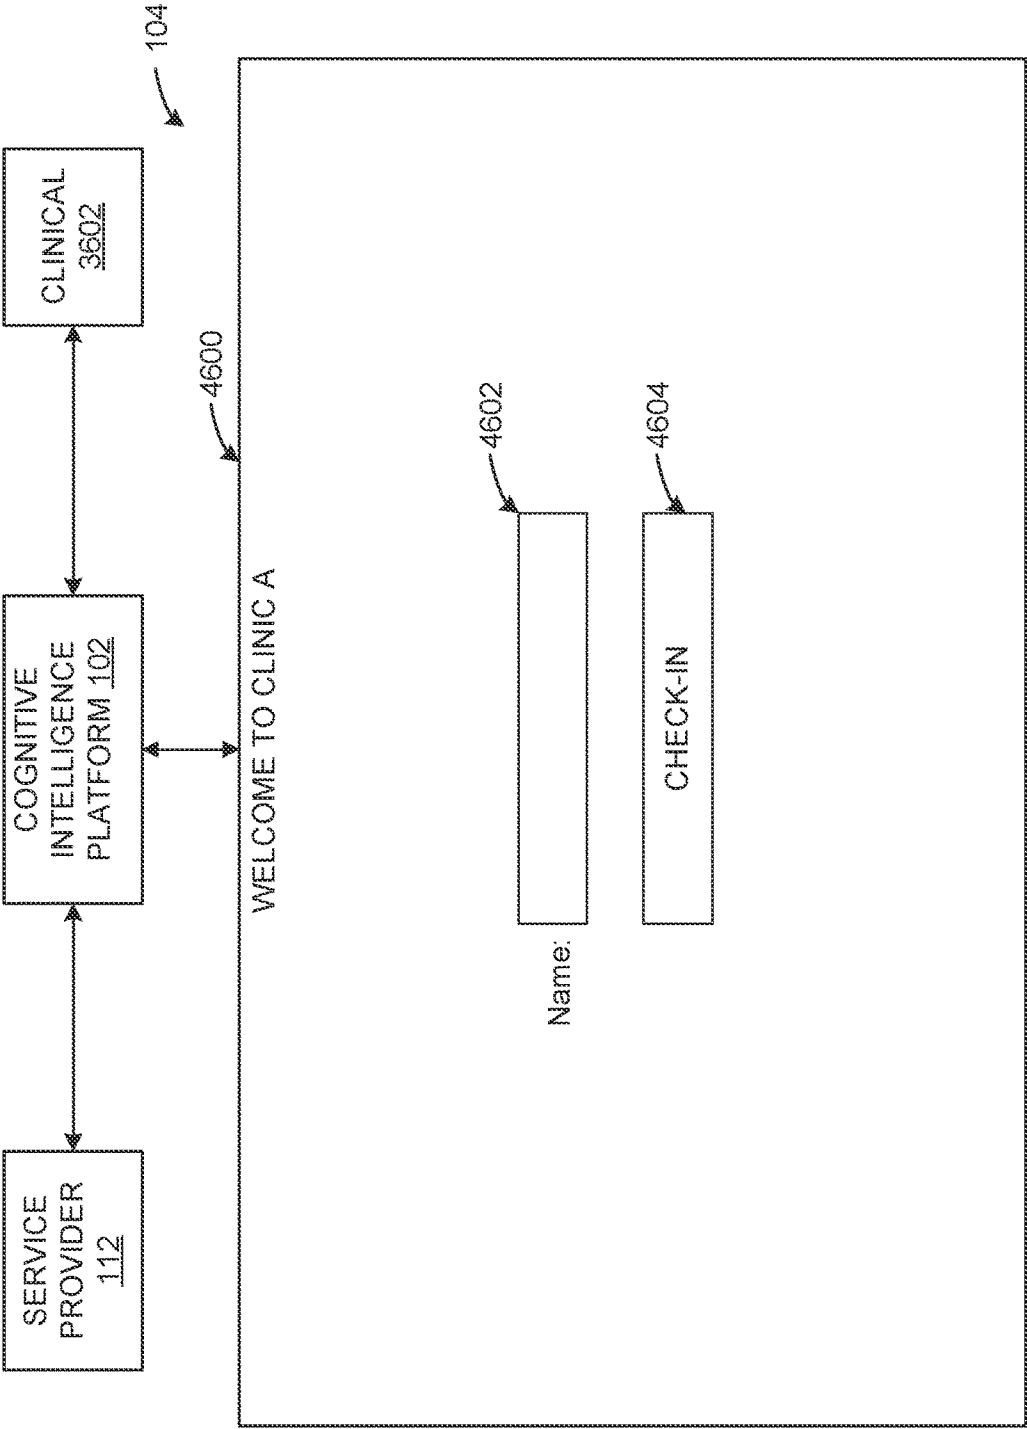 SERVICE
PROVIDER
112
COGNITIVE
INTELLIGENCE
PLATFORM 102
CLINICAL
3602
104
4600
WELCOME TO CLINIC A
4602
Name:
4604
CHECK-IN